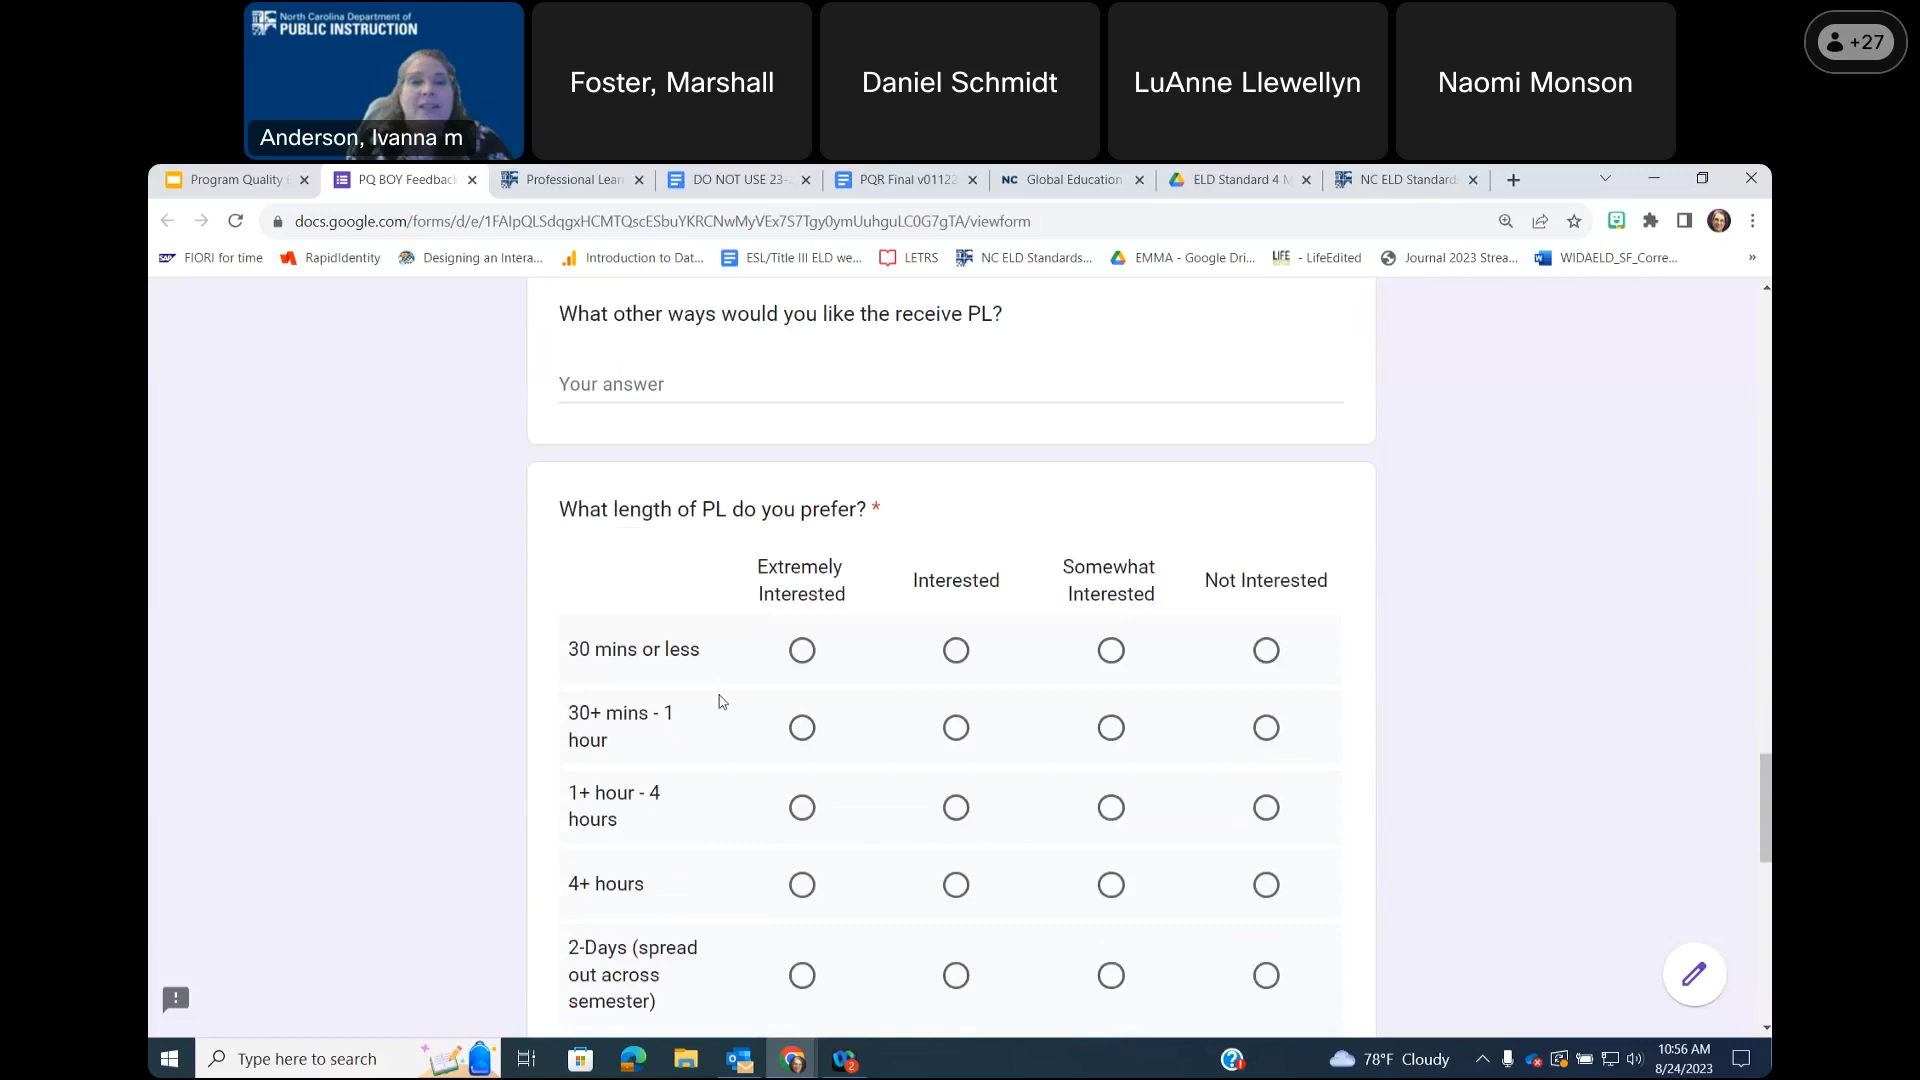 North Carolina Department of
PUBLIC INSTRUCTION
Anderson, Ivanna m
Foster, Marshall
Daniel Schmidt
LuAnne Llewellyn
Naomi Monson
+27
Program Quality
PQ BOY Feedback
Professional Lear
DO NOT USE 23-
PQR Final v01122
NC Global Education
ELD Standard 4 M
NC ELD Standard
docs.google.com/forms/d/e/1FAIpQLSdqgxHCMTQscESbuYKRCNwMyVEx7S7Tgy0ymUuhguLC0G7gTA/viewform
FIORI for time
RapidIdentity
Designing an Intera...
Introduction to Dat...
ESL/Title III ELD we...
LETRS
NC ELD Standards...
EMMA - Google Dri...
LIFE - LifeEdited
Journal 2023 Strea...
WIDAELD_SF_Corre...
»
What other ways would you like the receive PL?
Your answer
What length of PL do you prefer? *
Extremely
Interested
Interested
Somewhat
Interested
Not Interested
30 mins or less
30+ mins - 1
hour
1+ hour - 4
hours
4+ hours
2-Days (spread
out across
semester)
Type here to search
2
78°F Cloudy
10:56 AM
8/24/2023